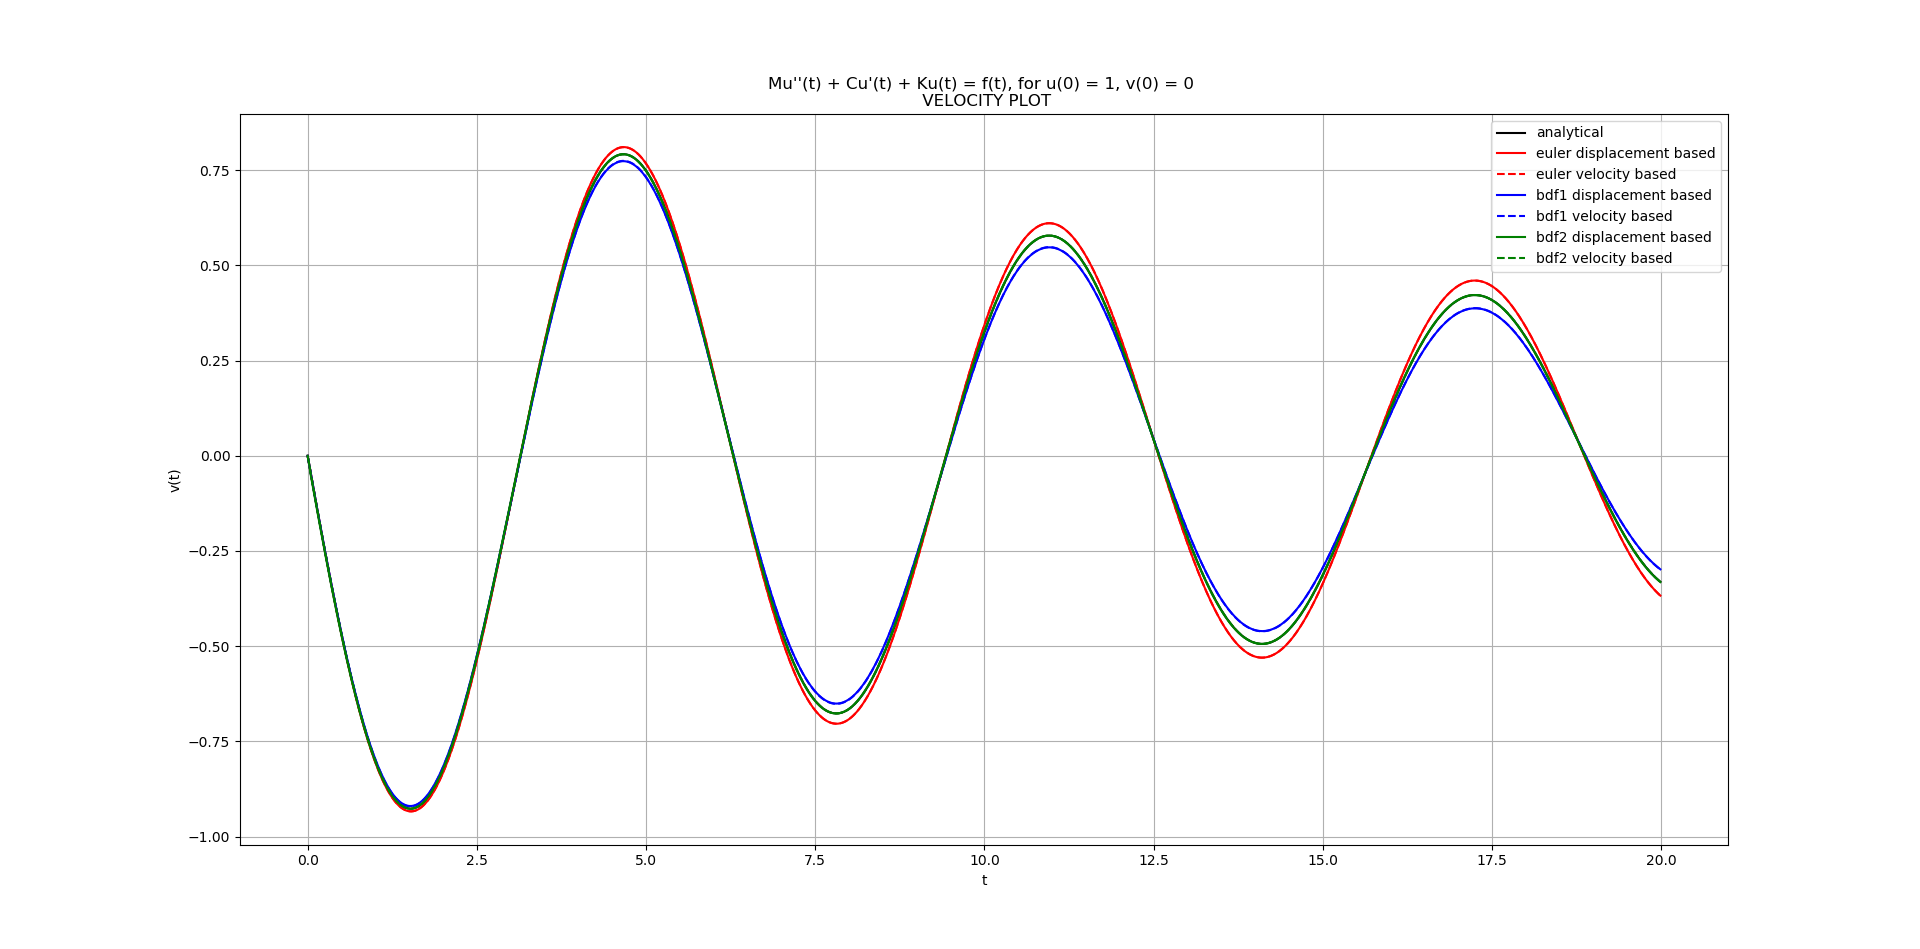 Mu''(t) + Cu'(t) + Ku(t) = f(t), for u(0) = 1, v(0) = 0
VELOCITY PLOT
analytical
euler displacement based
euler velocity based
bdf1 displacement based
bdf1 velocity based
bdf2 displacement based
bdf2 velocity based
0.75
0.50
0.25
0.00
−0.25
−0.50
−0.75
−1.00
v(t)
0.0 2.5 5.0 7.5 10.0 12.5 15.0 17.5 20.0
t